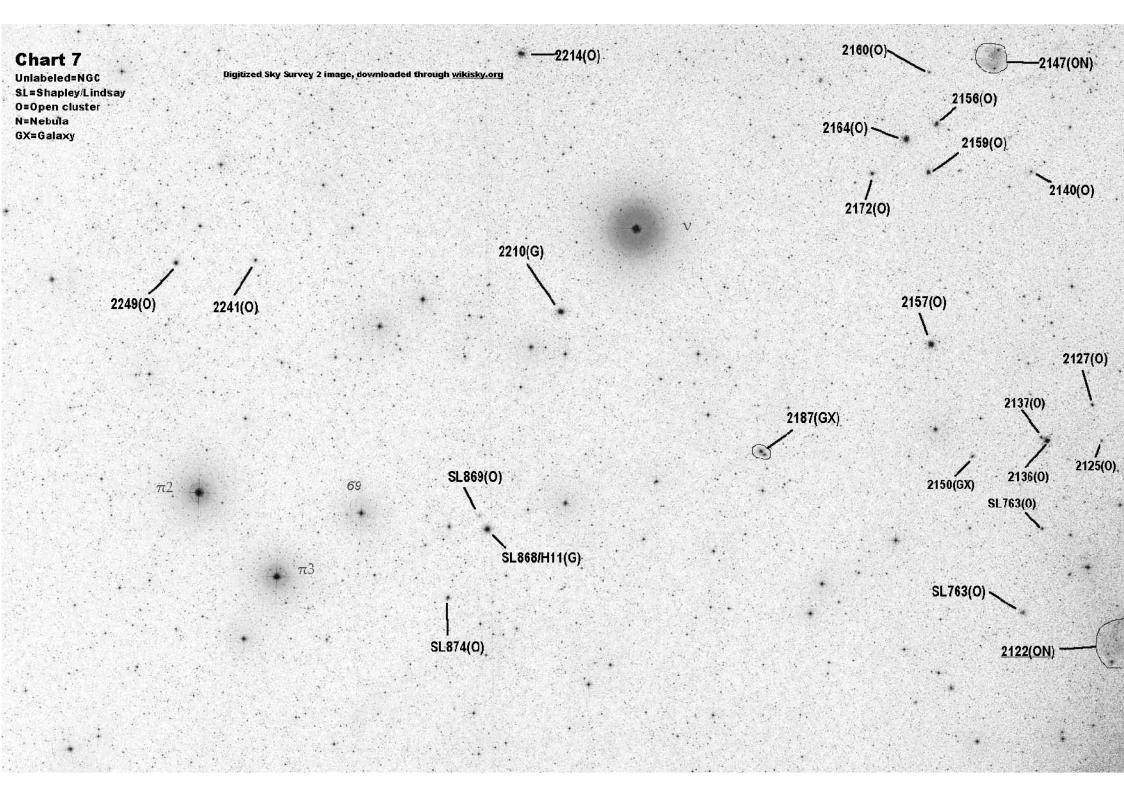 Chart 7
Unlabeled=NGC
SL=Shapley/Lindsay
O=Open cluster
N=Nebula
GX=Galaxy
Digitized Sky Survey 2 image, downloaded through wikisky.org
2214(O)
2160(O)
2147(ON)
2156(O)
2164(O)
2159(O)
2140(O)
2172(O)
ν
2210(G)
2249(O)
2241(O)
2157(O)
2127(O)
2137(O)
2187(GX)
2125(O)
2136(O)
2150(GX)
SL869(O)
π2
69
SL763(O)
SL868/H11(G)
π3
SL763(O)
SL874(O)
2122(ON)